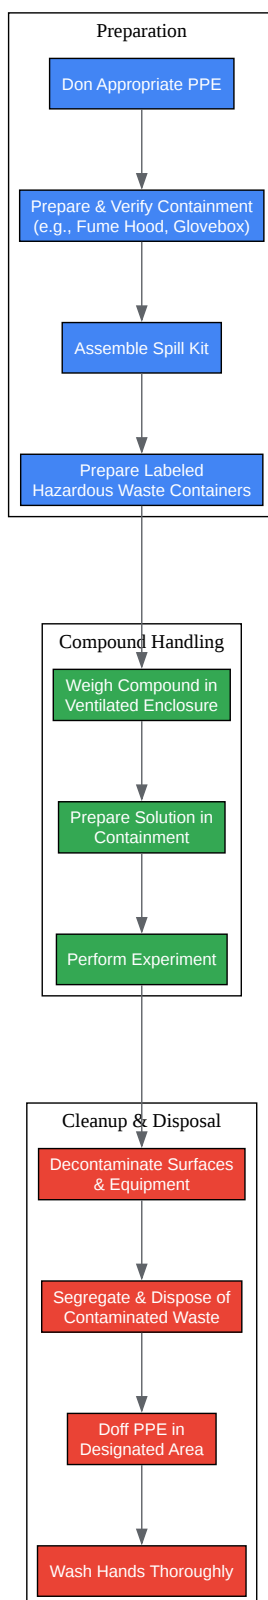 Preparation
Don Appropriate PPE
Prepare & Verify Containment
(e.g., Fume Hood, Glovebox)
Assemble Spill Kit
Prepare Labeled
Hazardous Waste Containers
Compound Handling
Weigh Compound in
Ventilated Enclosure
Prepare Solution in
Containment
Perform Experiment
Cleanup & Disposal
Decontaminate Surfaces
& Equipment
Segregate & Dispose of
Contaminated Waste
Doff PPE in
Designated Area
Wash Hands Thoroughly